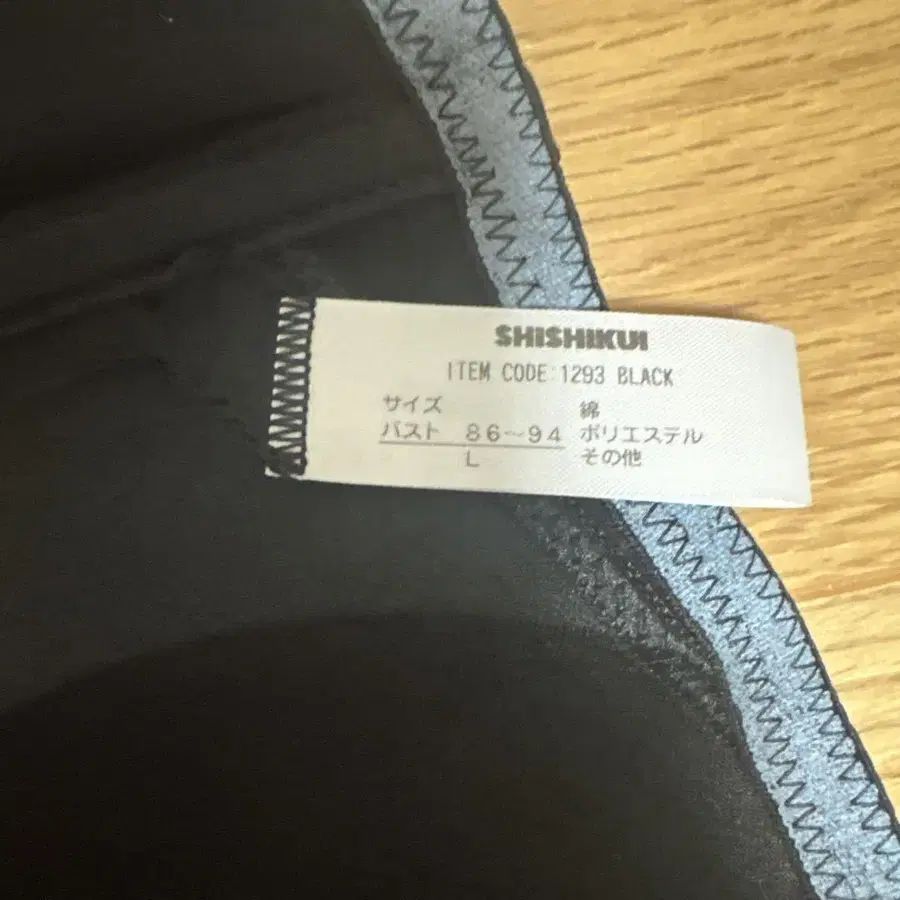 SHISHIKUI
ITEM CODE:1293 BLACK
サイズ
バスト 86~94
L
綿
ポリエステル
その他